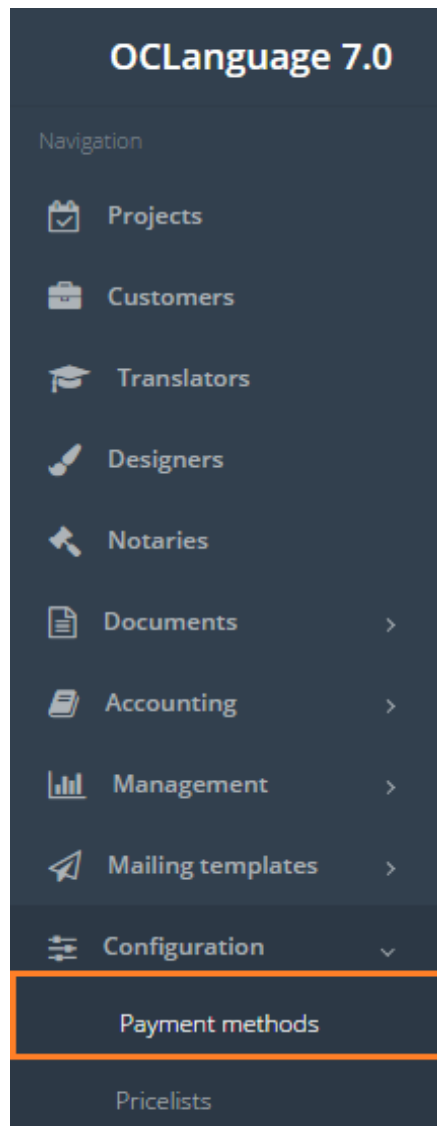 OCLanguage 7.0
Navigation
Projects
Customers
Translators
Designers
Notaries
Documents
Accounting
Management
Mailing templates
Configuration
Payment methods
Pricelists